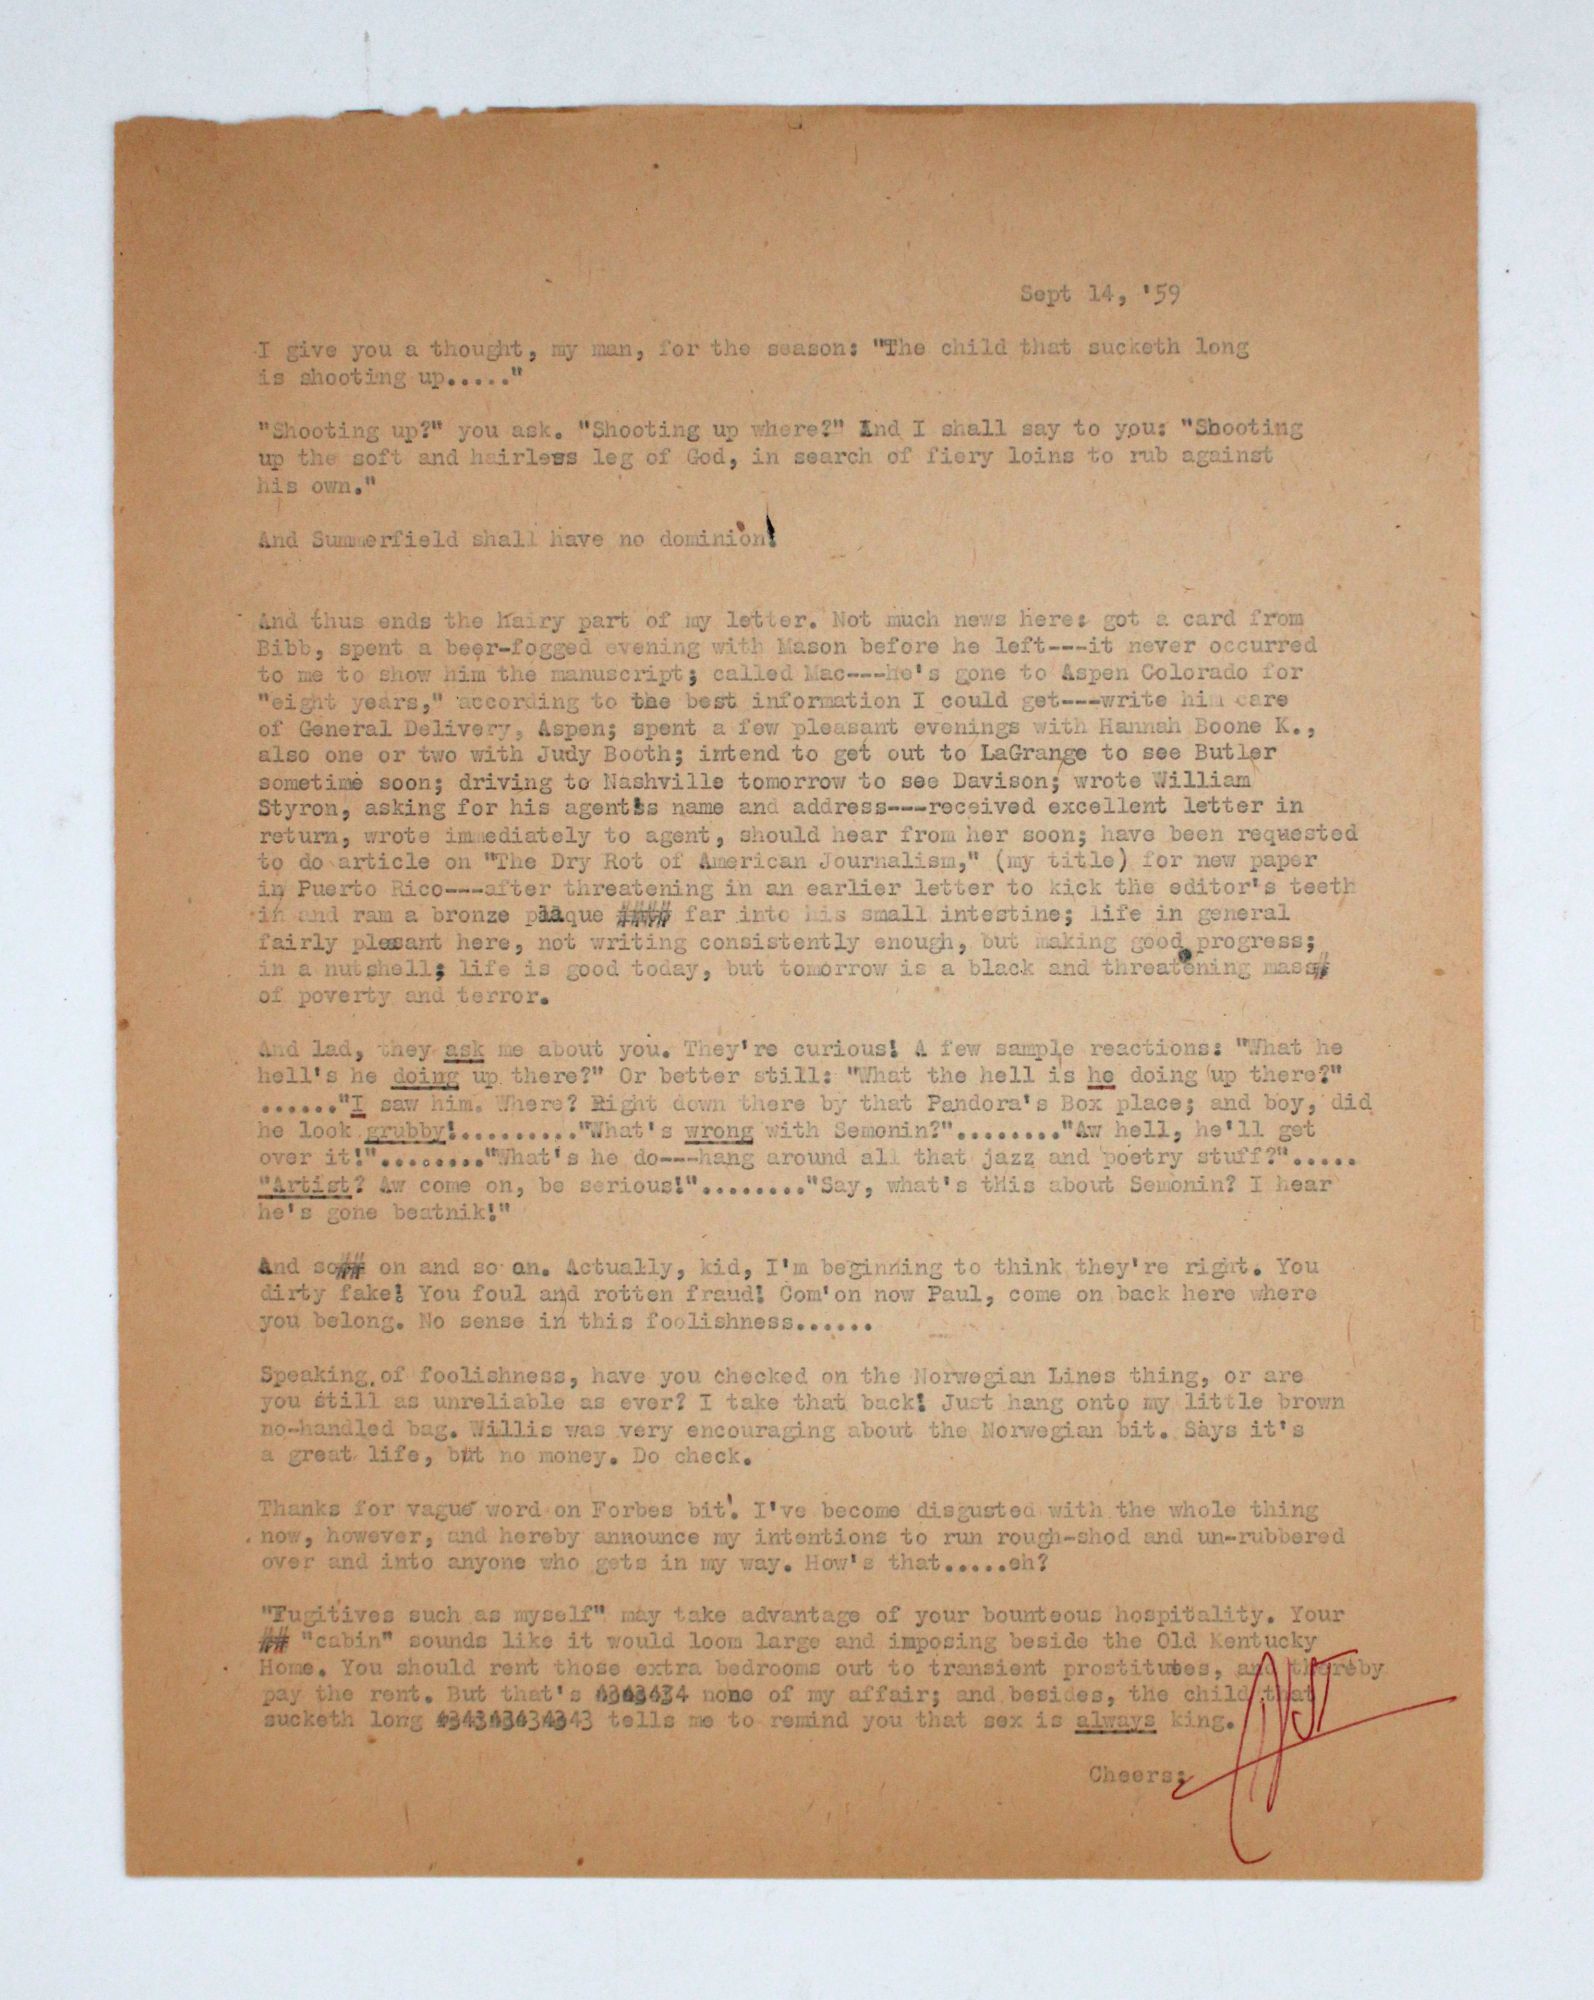 Sept 14, '59
I give you a thought, my man, for the season: "The child that sucketh long
is shooting up....."
"Shooting up?" you ask. "Shooting up where?" And I shall say to you: "Shooting
up the soft and hairless leg of God, in search of fiery loins to rub against
his own."
And Summerfield shall have no dominion!
And thus ends the hairy part of my letter. Not much news here: got a card from
Bibb, spent a beer-fogged evening with Mason before he left---it never occurred
to me to show him the manuscript; called Mac---he's gone to Aspen Colorado for
"eight years," according to the best information I could get---write him care
of General Delivery, Aspen; spent a few pleasant evenings with Hannah Boone K.,
also one or two with Judy Booth; intend to get out to LaGrange to see Butler
sometime soon; driving to Nashville tomorrow to see Davison; wrote William
Styron, asking for his agent's name and address---received excellent letter in
return, wrote immediately to agent, should hear from her soon; have been requested
to do article on "The Dry Rot of American Journalism," (my title) for new paper
in Puerto Rico---after threatening in an earlier letter to kick the editor's teeth
in and ram a bronze plaque #### far into his small intestine; life in general
fairly plesant here, not writing consistently enough, but making good progress;
in a nutshell; life is good today, but tomorrow is a black and threatening mass#
of poverty and terror.
And lad, they ask me about you. They're curious! A few sample reactions: "What he
hell's he doing up there?" Or better still: "What the hell is he doing up there?"
......"I saw him. Where? Right down there by that Pandora's Box place; and boy, did
he look grubby!.........."What's wrong with Semonin?"........"Aw hell, he'll get
over it!"........"What's he do---hang around all that jazz and poetry stuff?".....
"Artist? Aw come on, be serious!"........"Say, what's this about Semonin? I hear
he's gone beatnik!"
And so## on and so on. Actually, kid, I'm beginning to think they're right. You
dirty fake! You foul and rotten fraud! Com'on now Paul, come on back here where
you belong. No sense in this foolishness......
Speaking of foolishness, have you checked on the Norwegian Lines thing, or are
you still as unreliable as ever? I take that back! Just hang onto my little brown
no-handled bag. Willis was very encouraging about the Norwegian bit. Says it's
a great life, but no money. Do check.
Thanks for vague word on Forbes bit. I've become disgusted with the whole thing
now, however, and hereby announce my intentions to run rough-shod and un-rubbered
over and into anyone who gets in my way. How's that.....eh?
"Fugitives such as myself" may take advantage of your bounteous hospitality. Your
## "cabin" sounds like it would loom large and imposing beside the Old Kentucky
Home. You should rent those extra bedrooms out to transient prostitutes, and thereby
pay the rent. But that's none of my affair; and besides, the child that
sucketh long tells me to remind you that sex is always king.
Cheers;